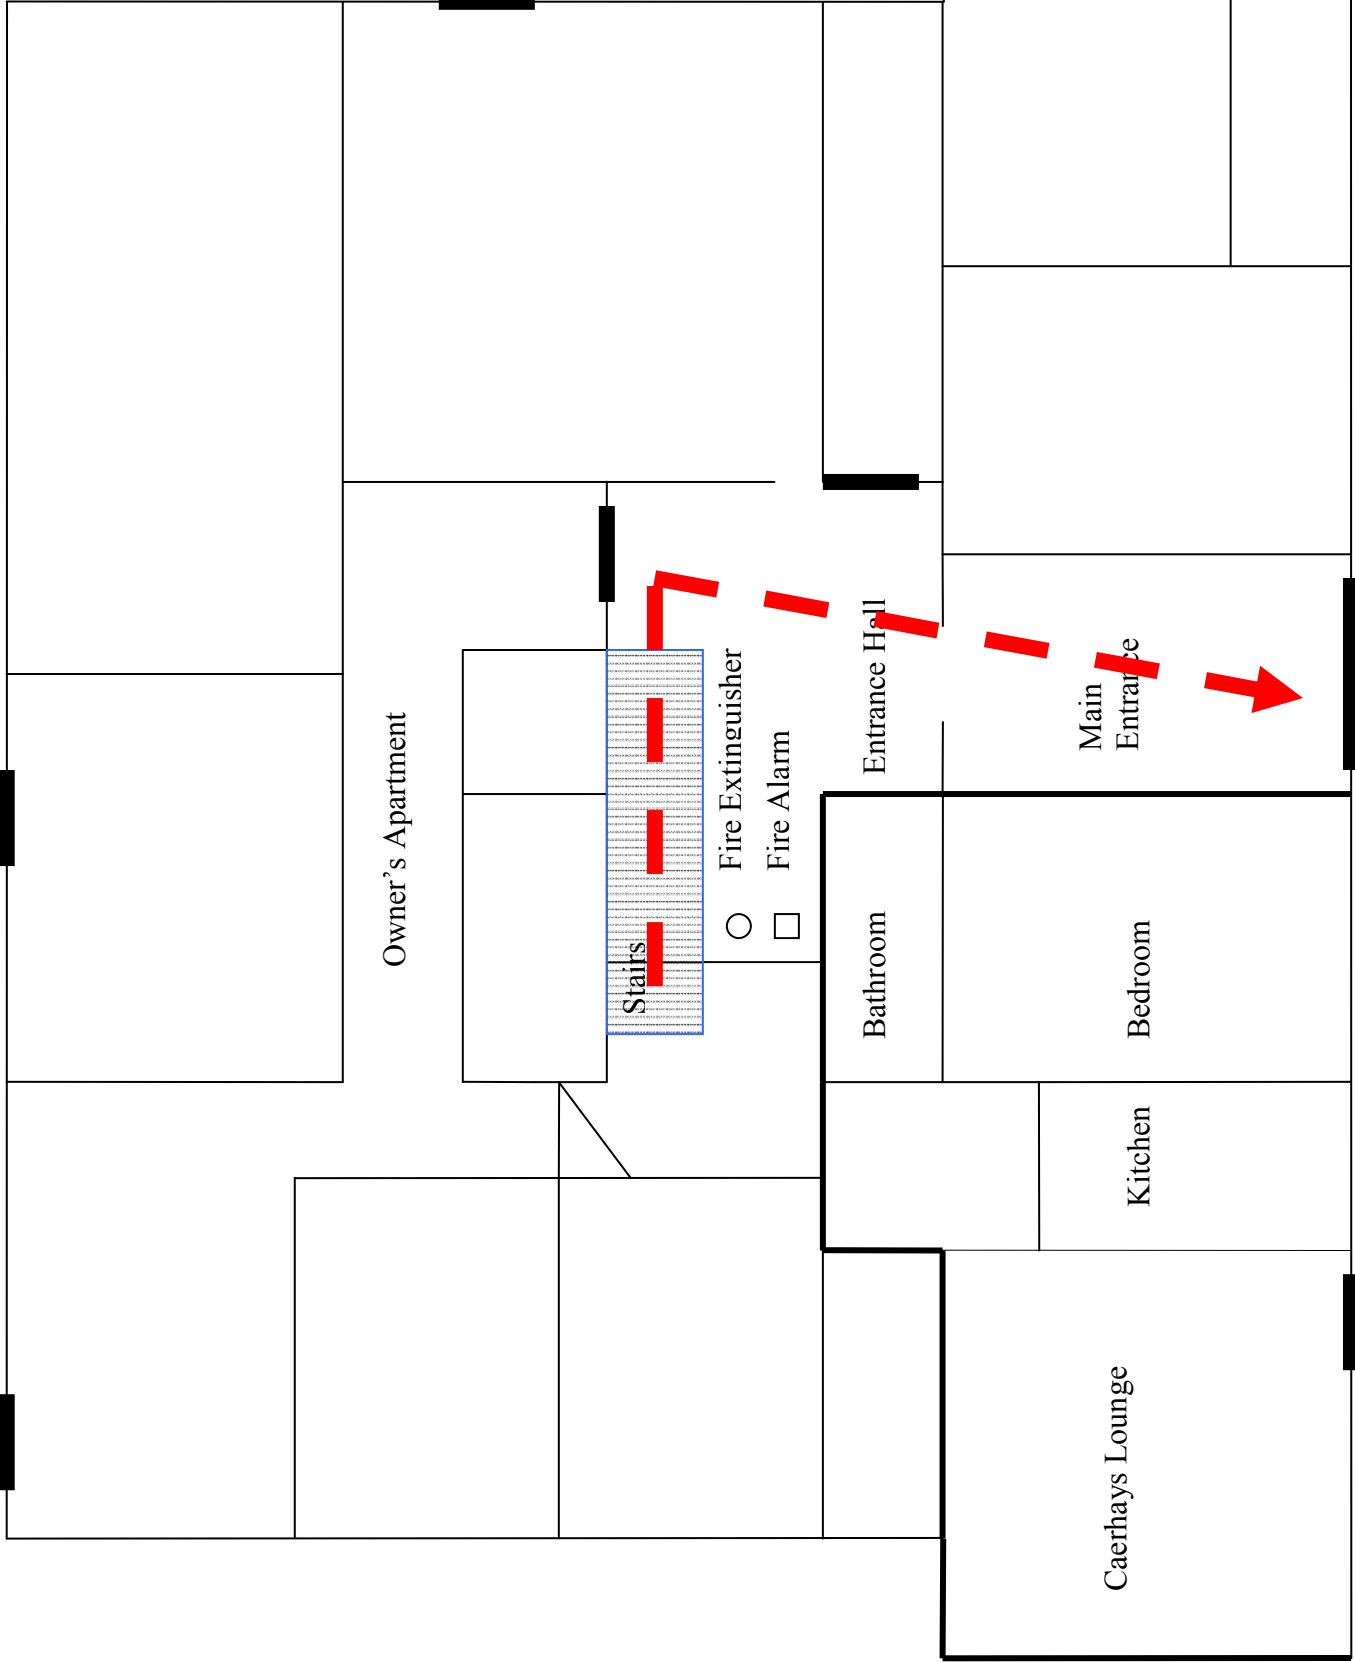 Owner's Apartment
Stairs
Fire Extinguisher
Fire Alarm
Entrance Hall
Bathroom
Main
Entrance
Bedroom
Kitchen
Caerhays Lounge